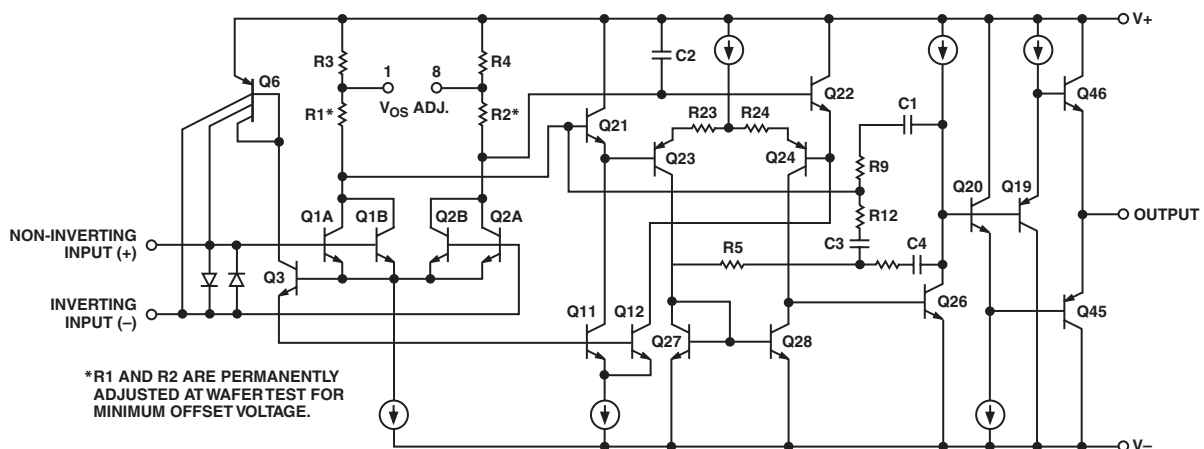 V+
Q6
R3
R4
1
8
VOS ADJ.
R1*
R2*
C2
Q21
Q22
R23
R24
Q23
Q24
C1
R9
R12
C3
C4
R5
Q20
Q19
Q46
OUTPUT
Q1A
Q1B
Q2B
Q2A
NON-INVERTING
INPUT (+)
Q3
INVERTING
INPUT (–)
Q11
Q12
Q27
Q28
Q26
Q45
*R1 AND R2 ARE PERMANENTLY
ADJUSTED AT WAFER TEST FOR
MINIMUM OFFSET VOLTAGE.
V–